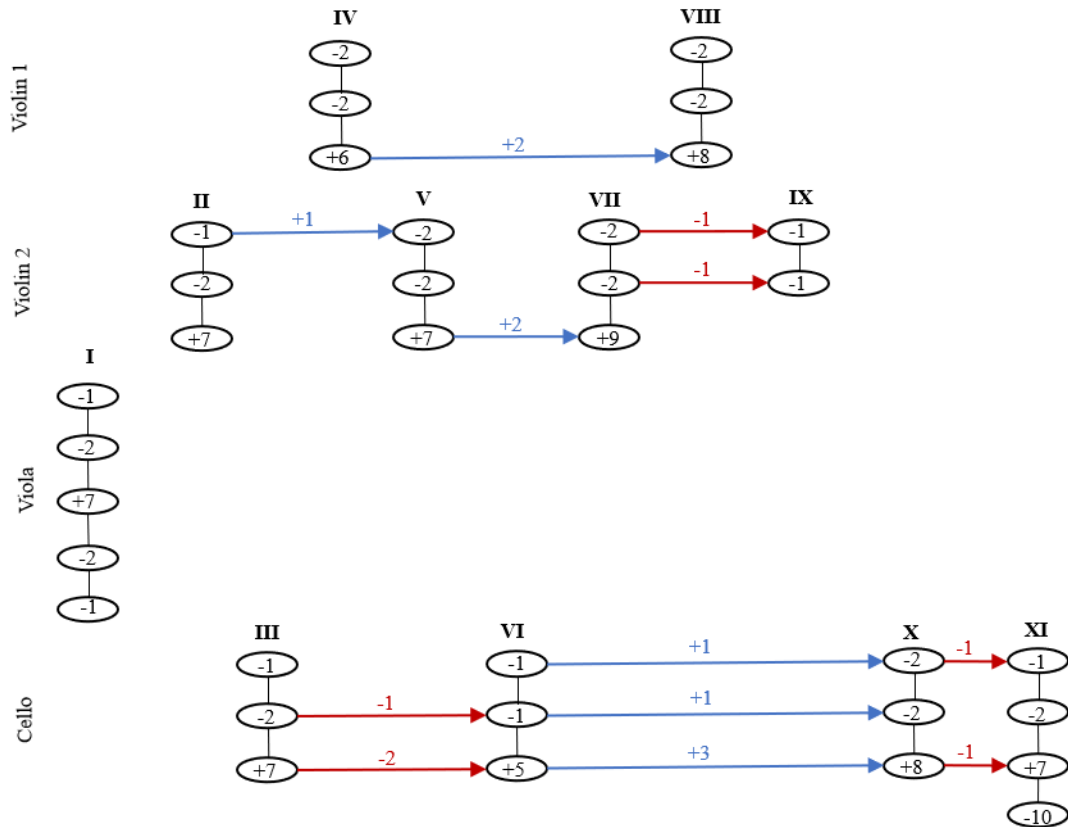 IV VIII
Violin 1
-2 -2
-2 -2
+6 +2 +8
II V VII IX
Violin 2
-1 +1 -2 -2 -1 -1
-2 -2 -2 -1 -1
+7 +7 +2 +9
I
Viola
-1
-2
+7
-2
-1
III VI X XI
Cello
-1 -1 +1 -2 -1 -1
-2 -1 -1 +1 -2 -2
+7 -2 +5 +3 +8 -1 +7
-10